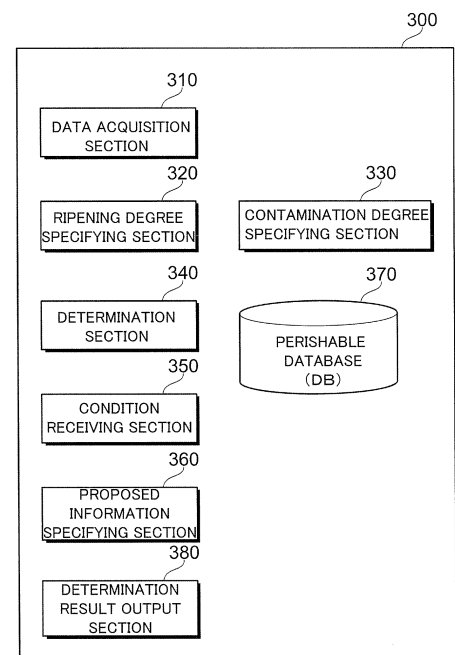 300
310
DATA ACQUISITION
SECTION
320
RIPENING DEGREE
SPECIFYING SECTION
330
CONTAMINATION DEGREE
SPECIFYING SECTION
340
DETERMINATION
SECTION
370
PERISHABLE
DATABASE
(DB)
350
CONDITION
RECEIVING SECTION
360
PROPOSED
INFORMATION
SPECIFYING SECTION
380
DETERMINATION
RESULT OUTPUT
SECTION